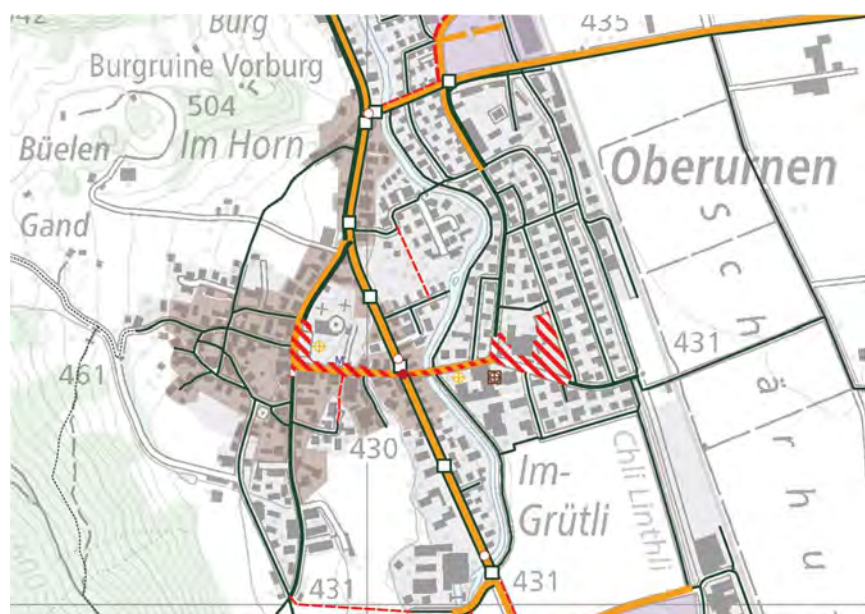 Burg
435
Burgruine Vorburg
504
Büelen
Im Horn
Oberurnen
Gand
S c h ä r h u
M
431
461
430
Im-
Grütli
Chli Linthli
431
431